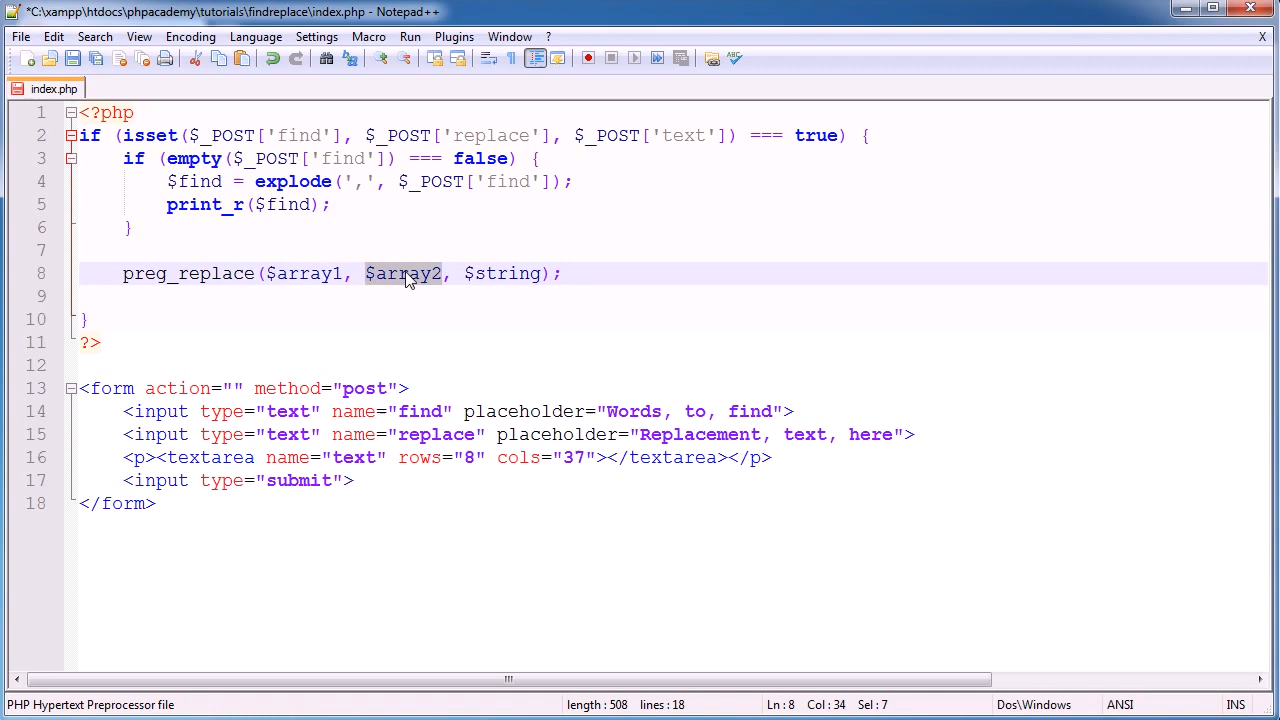 *C:\xampp\htdocs\phpacademy\tutorials\findreplace\index.php - Notepad++
File Edit Search View Encoding Language Settings Macro Run Plugins Window ? X
index.php
1 <?php
2 if (isset($_POST['find'], $_POST['replace'], $_POST['text']) === true) {
3     if (empty($_POST['find']) === false) {
4         $find = explode(',', $_POST['find']);
5         print_r($find);
6     }
7
8     preg_replace($array1, $array2, $string);
9
10 }
11 ?>
12
13 <form action="" method="post">
14     <input type="text" name="find" placeholder="Words, to, find">
15     <input type="text" name="replace" placeholder="Replacement, text, here">
16     <p><textarea name="text" rows="8" cols="37"></textarea></p>
17     <input type="submit">
18 </form>
PHP Hypertext Preprocessor file length : 508 lines : 18 Ln : 8 Col : 34 Sel : 7 Dos\Windows ANSI INS